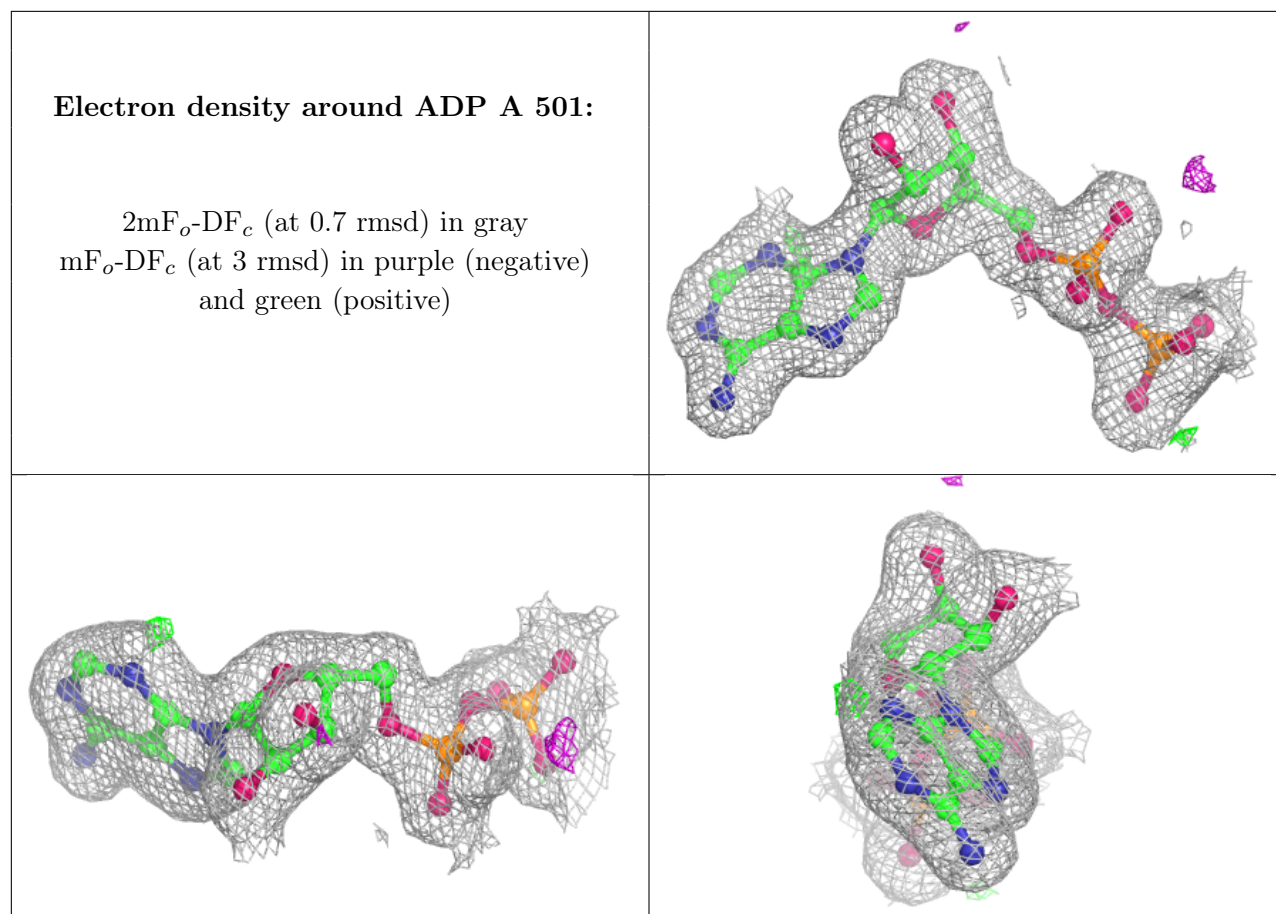 Electron density around ADP A 501:
2mFo-DFc (at 0.7 rmsd) in gray
mFo-DFc (at 3 rmsd) in purple (negative)
and green (positive)